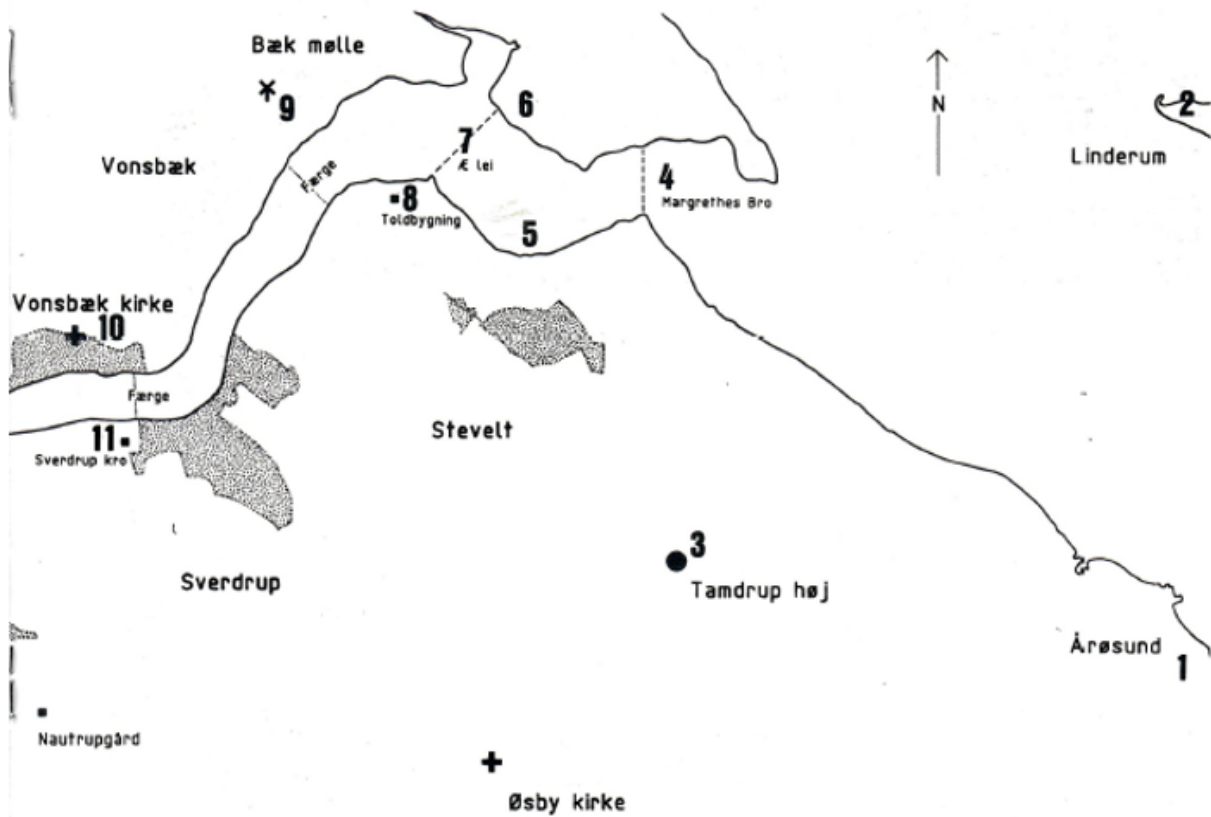 Bæk mølle
9
6
N
2
Linderum
Vonsbæk
Færge
7
Æ lei
8
Toldbygning
4
Margrethes Bro
5
Vonsbæk kirke
10
Færge
11
Sverdrup kro
Stevelt
3
Tamdrup høj
Sverdrup
Årøsund
1
Nautrupgård
Øsby kirke